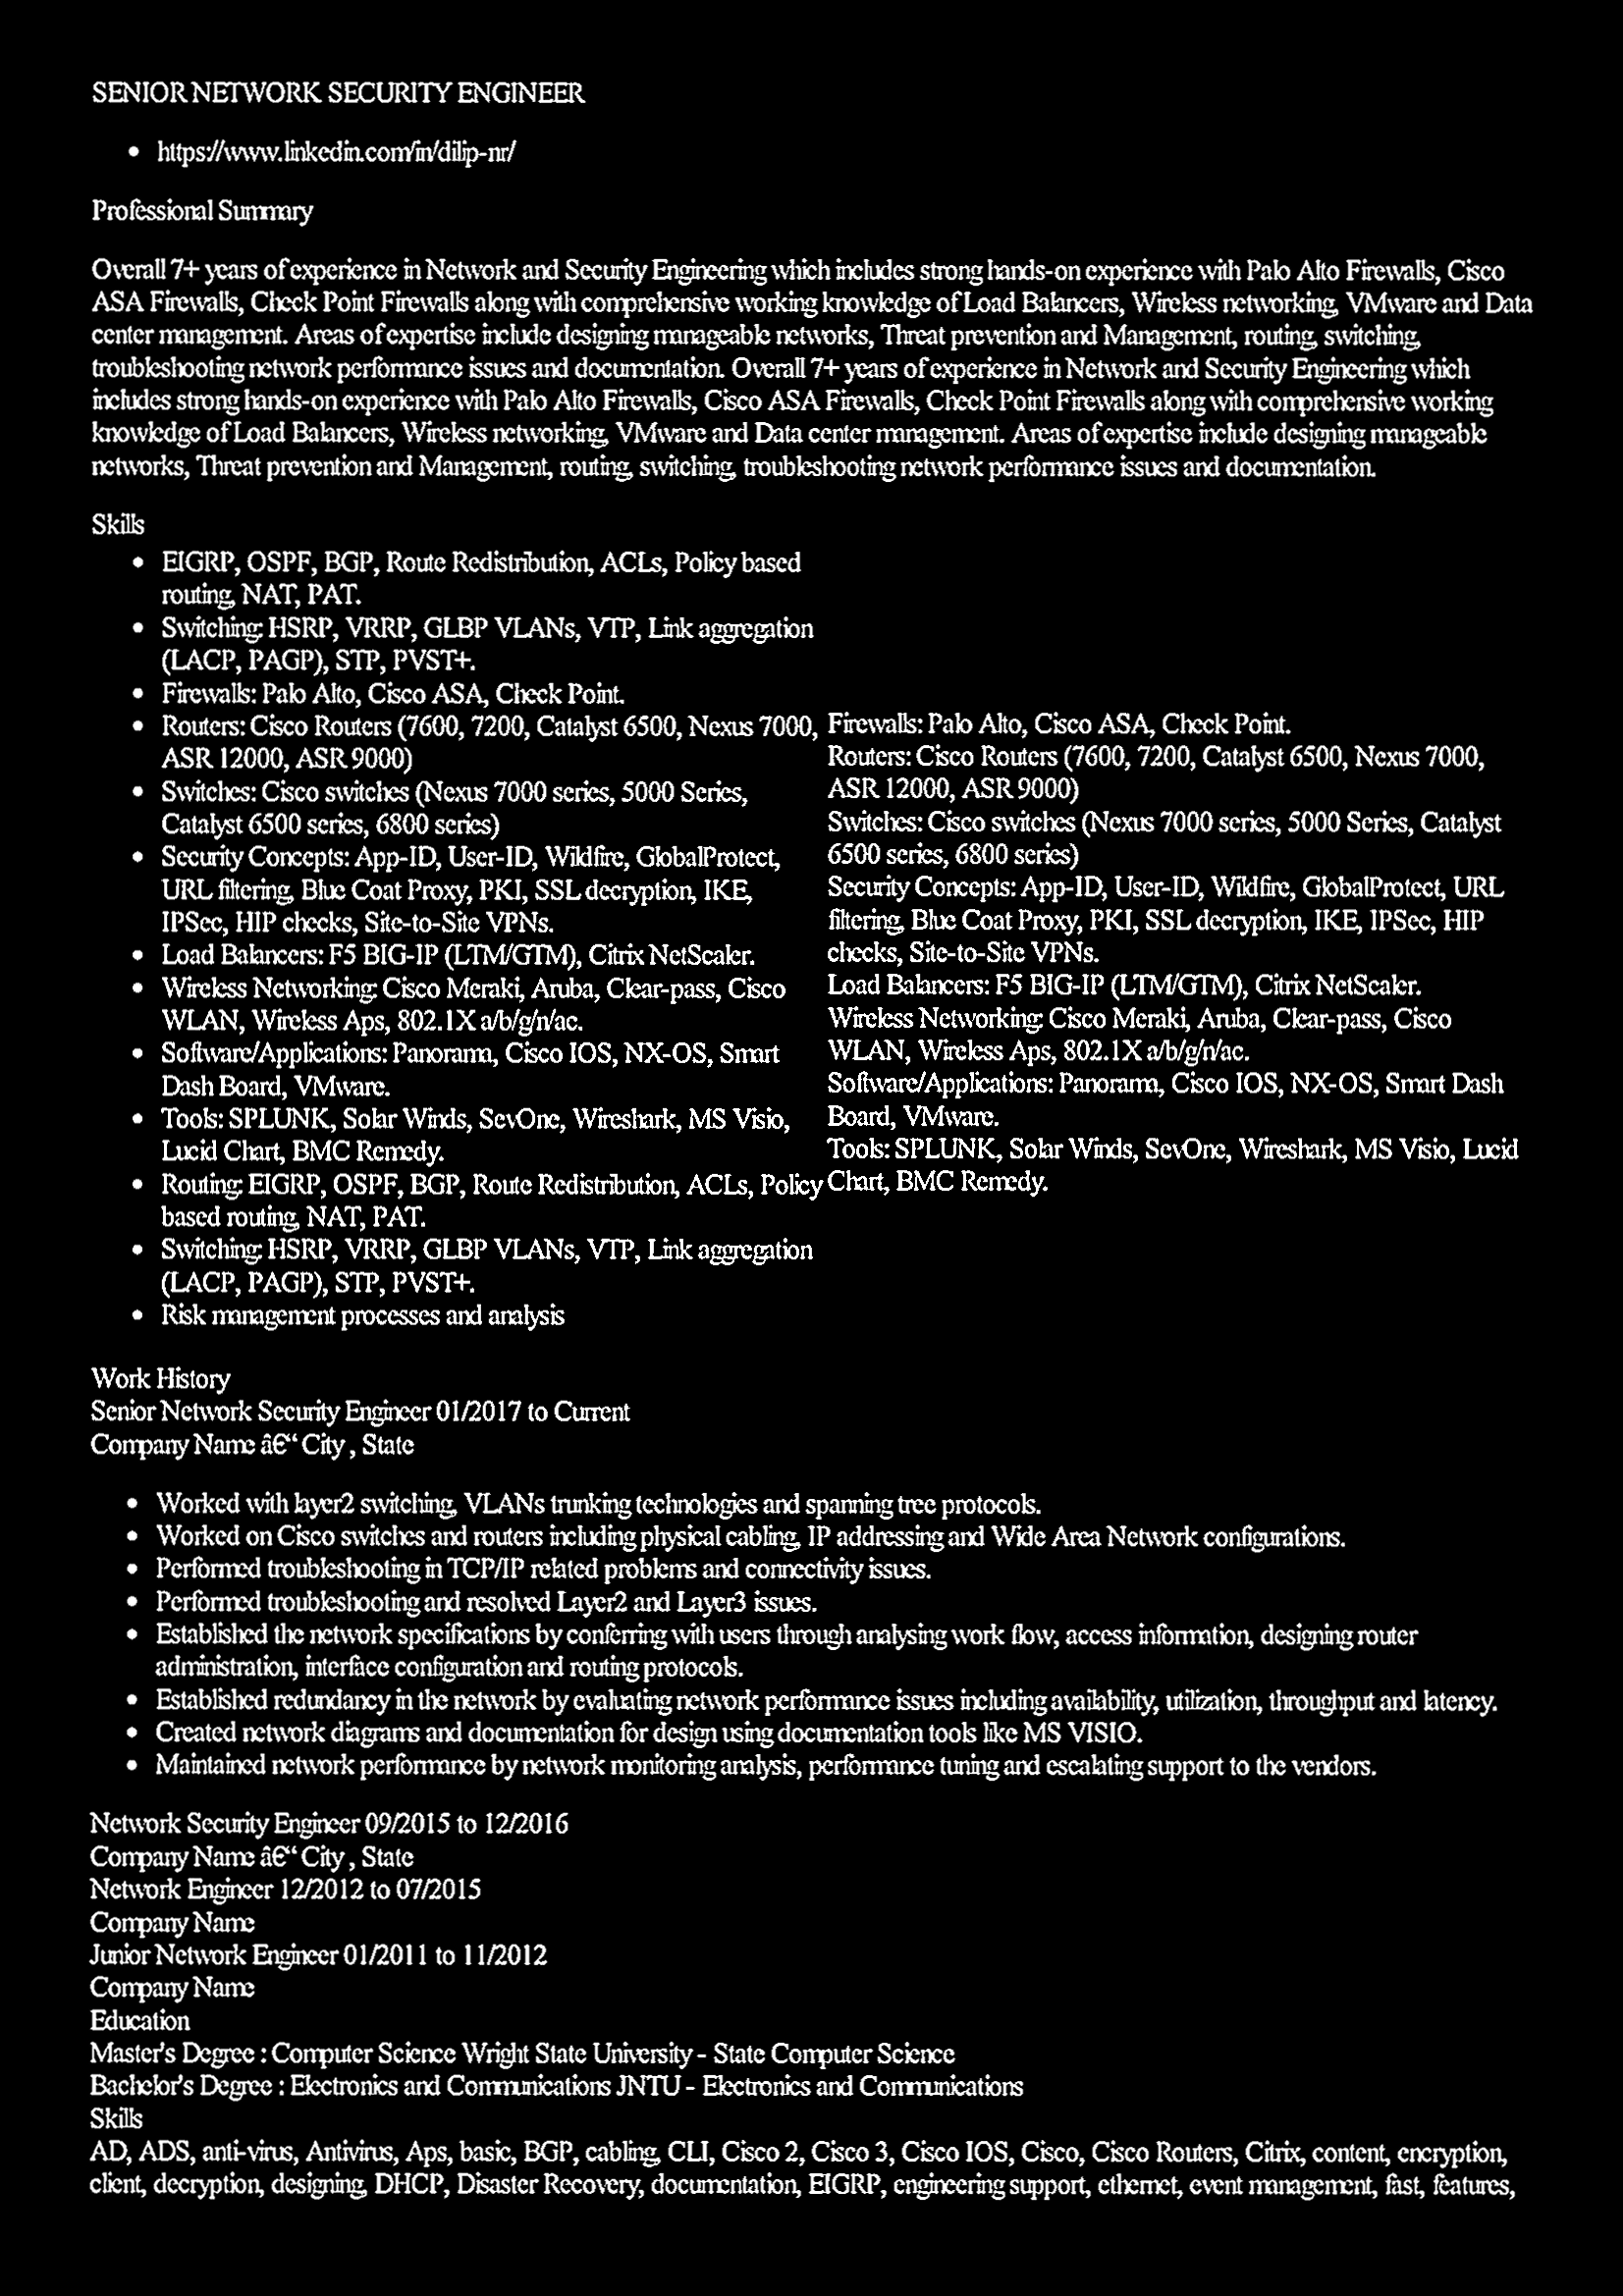 SENIOR NETWORK SECURITY ENGINEER
• https://www.linkedin.com/in/dilip-nr/
Professional Summary
Overall 7+ years of experience in Network and Security Engineering which includes strong hands-on experience with Palo Alto Firewalls, Cisco
ASA Firewalls, Check Point Firewalls along with comprehensive working knowledge of Load Balancers, Wireless networking, VMware and Data
center management. Areas of expertise include designing manageable networks, Threat prevention and Management, routing, switching,
troubleshooting network performance issues and documentation. Overall 7+ years of experience in Network and Security Engineering which
includes strong hands-on experience with Palo Alto Firewalls, Cisco ASA Firewalls, Check Point Firewalls along with comprehensive working
knowledge of Load Balancers, Wireless networking, VMware and Data center management. Areas of expertise include designing manageable
networks, Threat prevention and Management, routing, switching, troubleshooting network performance issues and documentation.
Skills
• EIGRP, OSPF, BGP, Route Redistribution, ACLs, Policy based
routing, NAT, PAT.
• Switching: HSRP, VRRP, GLBP VLANs, VTP, Link aggregation
(LACP, PAGP), STP, PVST+.
• Firewalls: Palo Alto, Cisco ASA, Check Point.
• Routers: Cisco Routers (7600, 7200, Catalyst 6500, Nexus 7000,
ASR 12000, ASR 9000)
• Switches: Cisco switches (Nexus 7000 series, 5000 Series,
Catalyst 6500 series, 6800 series)
• Security Concepts: App-ID, User-ID, Wildfire, GlobalProtect,
URL filtering, Blue Coat Proxy, PKI, SSL decryption, IKE,
IPSec, HIP checks, Site-to-Site VPNs.
• Load Balancers: F5 BIG-IP (LTM/GTM), Citrix NetScaler.
• Wireless Networking: Cisco Meraki, Aruba, Clear-pass, Cisco
WLAN, Wireless Aps, 802.1X a/b/g/n/ac.
• Software/Applications: Panorama, Cisco IOS, NX-OS, Smart
Dash Board, VMware.
• Tools: SPLUNK, Solar Winds, SevOne, Wireshark, MS Visio,
Lucid Chart, BMC Remedy.
• Routing: EIGRP, OSPF, BGP, Route Redistribution, ACLs, Policy
based routing, NAT, PAT.
• Switching: HSRP, VRRP, GLBP VLANs, VTP, Link aggregation
(LACP, PAGP), STP, PVST+.
• Risk management processes and analysis
Firewalls: Palo Alto, Cisco ASA, Check Point.
Routers: Cisco Routers (7600, 7200, Catalyst 6500, Nexus 7000,
ASR 12000, ASR 9000)
Switches: Cisco switches (Nexus 7000 series, 5000 Series, Catalyst
6500 series, 6800 series)
Security Concepts: App-ID, User-ID, Wildfire, GlobalProtect, URL
filtering, Blue Coat Proxy, PKI, SSL decryption, IKE, IPSec, HIP
checks, Site-to-Site VPNs.
Load Balancers: F5 BIG-IP (LTM/GTM), Citrix NetScaler.
Wireless Networking: Cisco Meraki, Aruba, Clear-pass, Cisco
WLAN, Wireless Aps, 802.1X a/b/g/n/ac.
Software/Applications: Panorama, Cisco IOS, NX-OS, Smart Dash
Board, VMware.
Tools: SPLUNK, Solar Winds, SevOne, Wireshark, MS Visio, Lucid
Chart, BMC Remedy.
Work History
Senior Network Security Engineer 01/2017 to Current
Company Name â€“ City , State
• Worked with layer2 switching, VLANs trunking technologies and spanning tree protocols.
• Worked on Cisco switches and routers including physical cabling, IP addressing and Wide Area Network configurations.
• Performed troubleshooting in TCP/IP related problems and connectivity issues.
• Performed troubleshooting and resolved Layer2 and Layer3 issues.
• Established the network specifications by conferring with users through analysing work flow, access information, designing router
administration, interface configuration and routing protocols.
• Established redundancy in the network by evaluating network performance issues including availability, utilization, throughput and latency.
• Created network diagrams and documentation for design using documentation tools like MS VISIO.
• Maintained network performance by network monitoring analysis, performance tuning and escalating support to the vendors.
Network Security Engineer 09/2015 to 12/2016
Company Name â€“ City , State
Network Engineer 12/2012 to 07/2015
Company Name
Junior Network Engineer 01/2011 to 11/2012
Company Name
Education
Master's Degree : Computer Science Wright State University - State Computer Science
Bachelor's Degree : Electronics and Communications JNTU - Electronics and Communications
Skills
AD, ADS, anti-virus, Antivirus, Aps, basic, BGP, cabling, CLI, Cisco 2, Cisco 3, Cisco IOS, Cisco, Cisco Routers, Citrix, content, encryption,
client, decryption, designing, DHCP, Disaster Recovery, documentation, EIGRP, engineering support, ethernet, event management, fast, features,